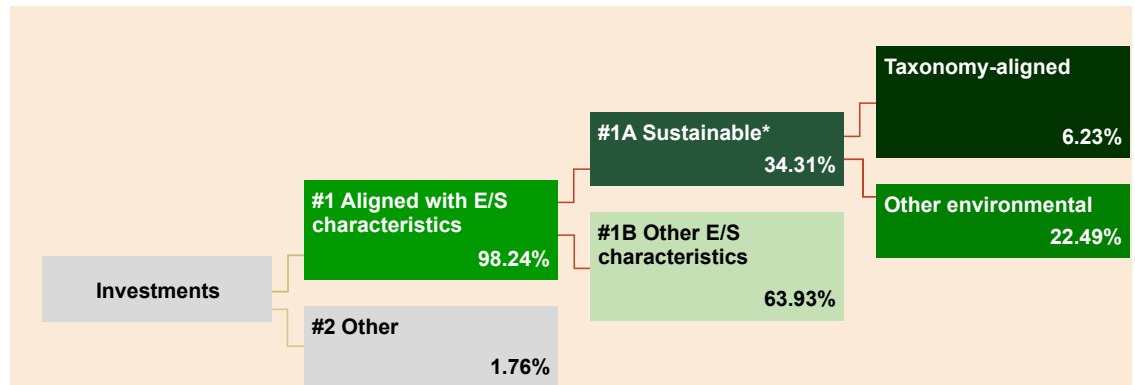 Investments
#1 Aligned with E/S
characteristics
98.24%
#2 Other
1.76%
#1A Sustainable*
34.31%
#1B Other E/S
characteristics
63.93%
Taxonomy-aligned
6.23%
Other environmental
22.49%